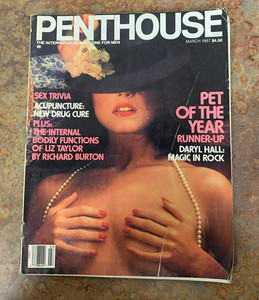 PENTHOUSE
THE INTERNATIONAL MAGAZINE FOR MEN
MARCH 1987 $4.00
SEX TRIVIA
ACUPUNCTURE:
NEW DRUG CURE
PLUS:
THE INTERNAL
BODILY FUNCTIONS
OF LIZ TAYLOR
BY RICHARD BURTON
PET
OF THE
YEAR
RUNNER-UP
DARYL HALL:
MAGIC IN ROCK